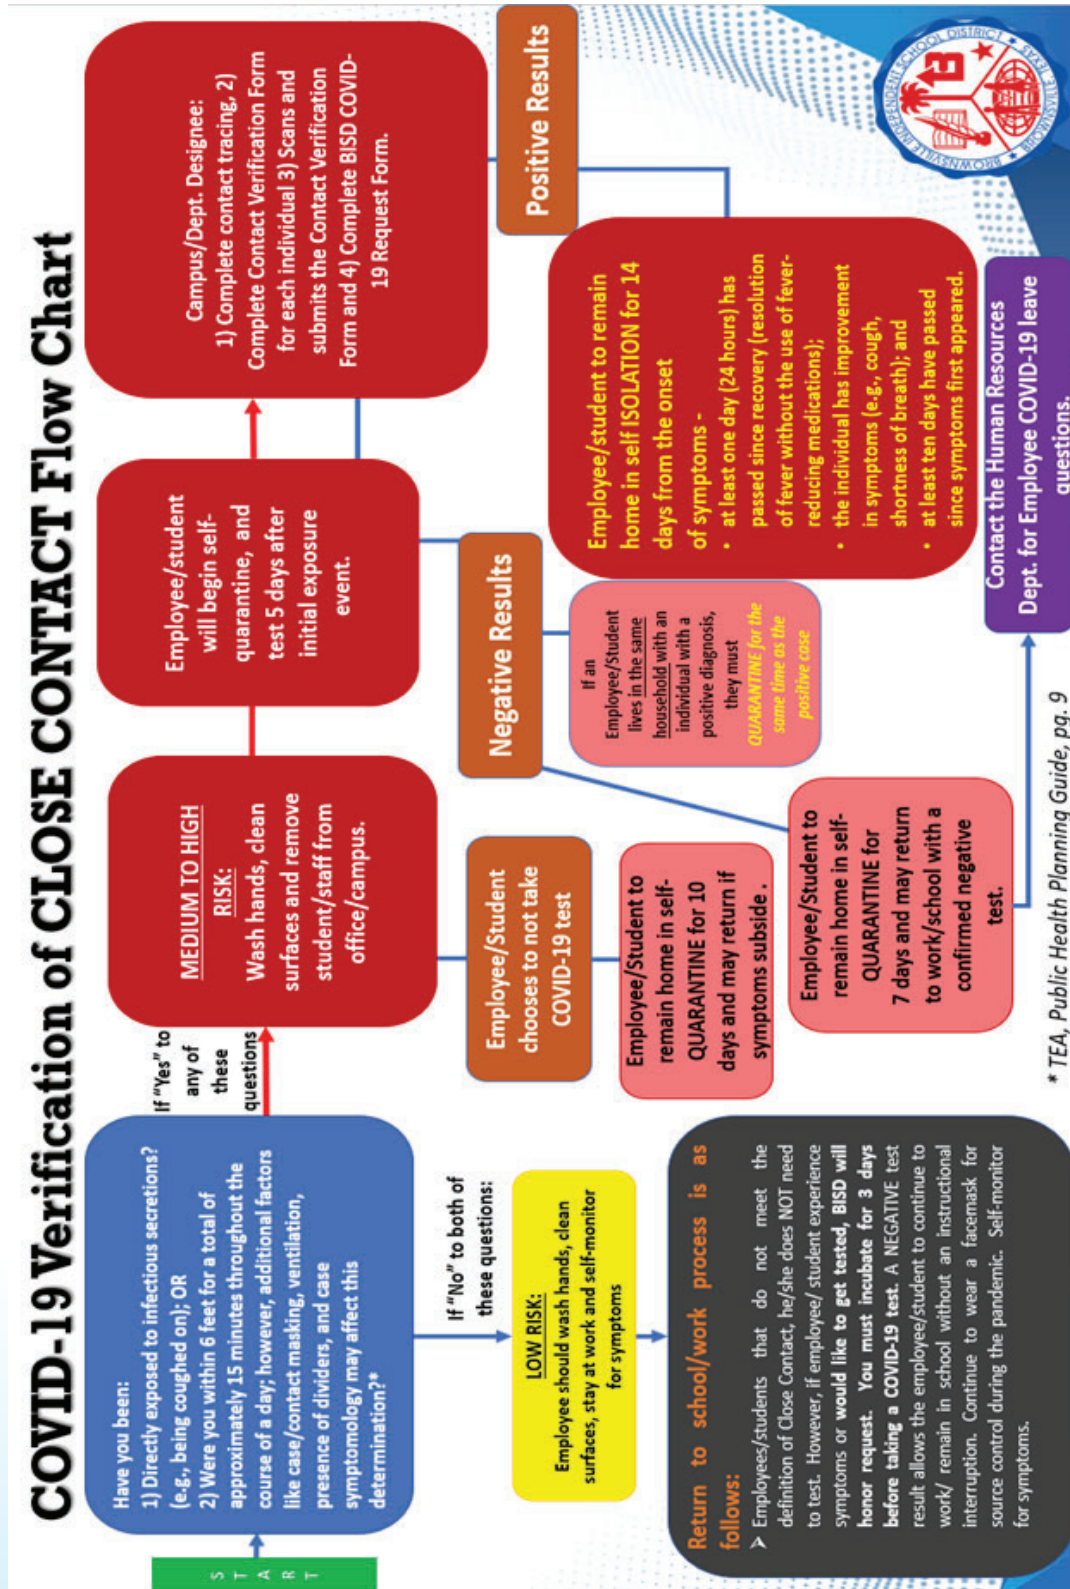 COVID-19 Verification of CLOSE CONTACT Flow Chart
S
T
A
R
T
Have you been:
1) Directly exposed to infectious secretions?
(e.g., being coughed on); OR
2) Were you within 6 feet for a total of
approximately 15 minutes throughout the
course of a day; however, additional factors
like case/contact masking, ventilation,
presence of dividers, and case
symptomology may affect this
determination?*
If "Yes" to
any of
these
questions
MEDIUM TO HIGH
RISK:
Wash hands, clean
surfaces and remove
student/staff from
office/campus.
Employee/student
will begin self-
quarantine, and
test 5 days after
initial exposure
event.
Campus/Dept. Designee:
1) Complete contact tracing, 2)
Complete Contact Verification Form
for each individual 3) Scans and
submits the Contact Verification
Form and 4) Complete BISD COVID-
19 Request Form.
If "No" to both of
these questions:
LOW RISK:
Employee should wash hands, clean
surfaces, stay at work and self-monitor
for symptoms
Employee/Student
chooses to not take
COVID-19 test
Employee/Student to
remain home in self-
QUARANTINE for 10
days and may return if
symptoms subside .
Negative Results
If an
Employee/Student
lives in the same
household with an
individual with a
positive diagnosis,
they must
QUARANTINE for the
same time as the
positive case
Positive Results
Employee/student to remain
home in self ISOLATION for 14
days from the onset
of symptoms -
• at least one day (24 hours) has
passed since recovery (resolution
of fever without the use of fever-
reducing medications);
• the individual has improvement
in symptoms (e.g., cough,
shortness of breath); and
• at least ten days have passed
since symptoms first appeared.
Return to school/work process is as
follows:
➢ Employees/students that do not meet the
definition of Close Contact, he/she does NOT need
to test. However, if employee/ student experience
symptoms or would like to get tested, BISD will
honor request. You must incubate for 3 days
before taking a COVID-19 test. A NEGATIVE test
result allows the employee/student to continue to
work/ remain in school without an instructional
interruption. Continue to wear a facemask for
source control during the pandemic. Self-monitor
for symptoms.
Employee/Student to
remain home in self-
QUARANTINE for
7 days and may return
to work/school with a
confirmed negative
test.
Contact the Human Resources
Dept. for Employee COVID-19 leave
questions.
* TEA, Public Health Planning Guide, pg. 9
BROWNSVILLE INDEPENDENT SCHOOL DISTRICT
BROWNSVILLE, TEXAS